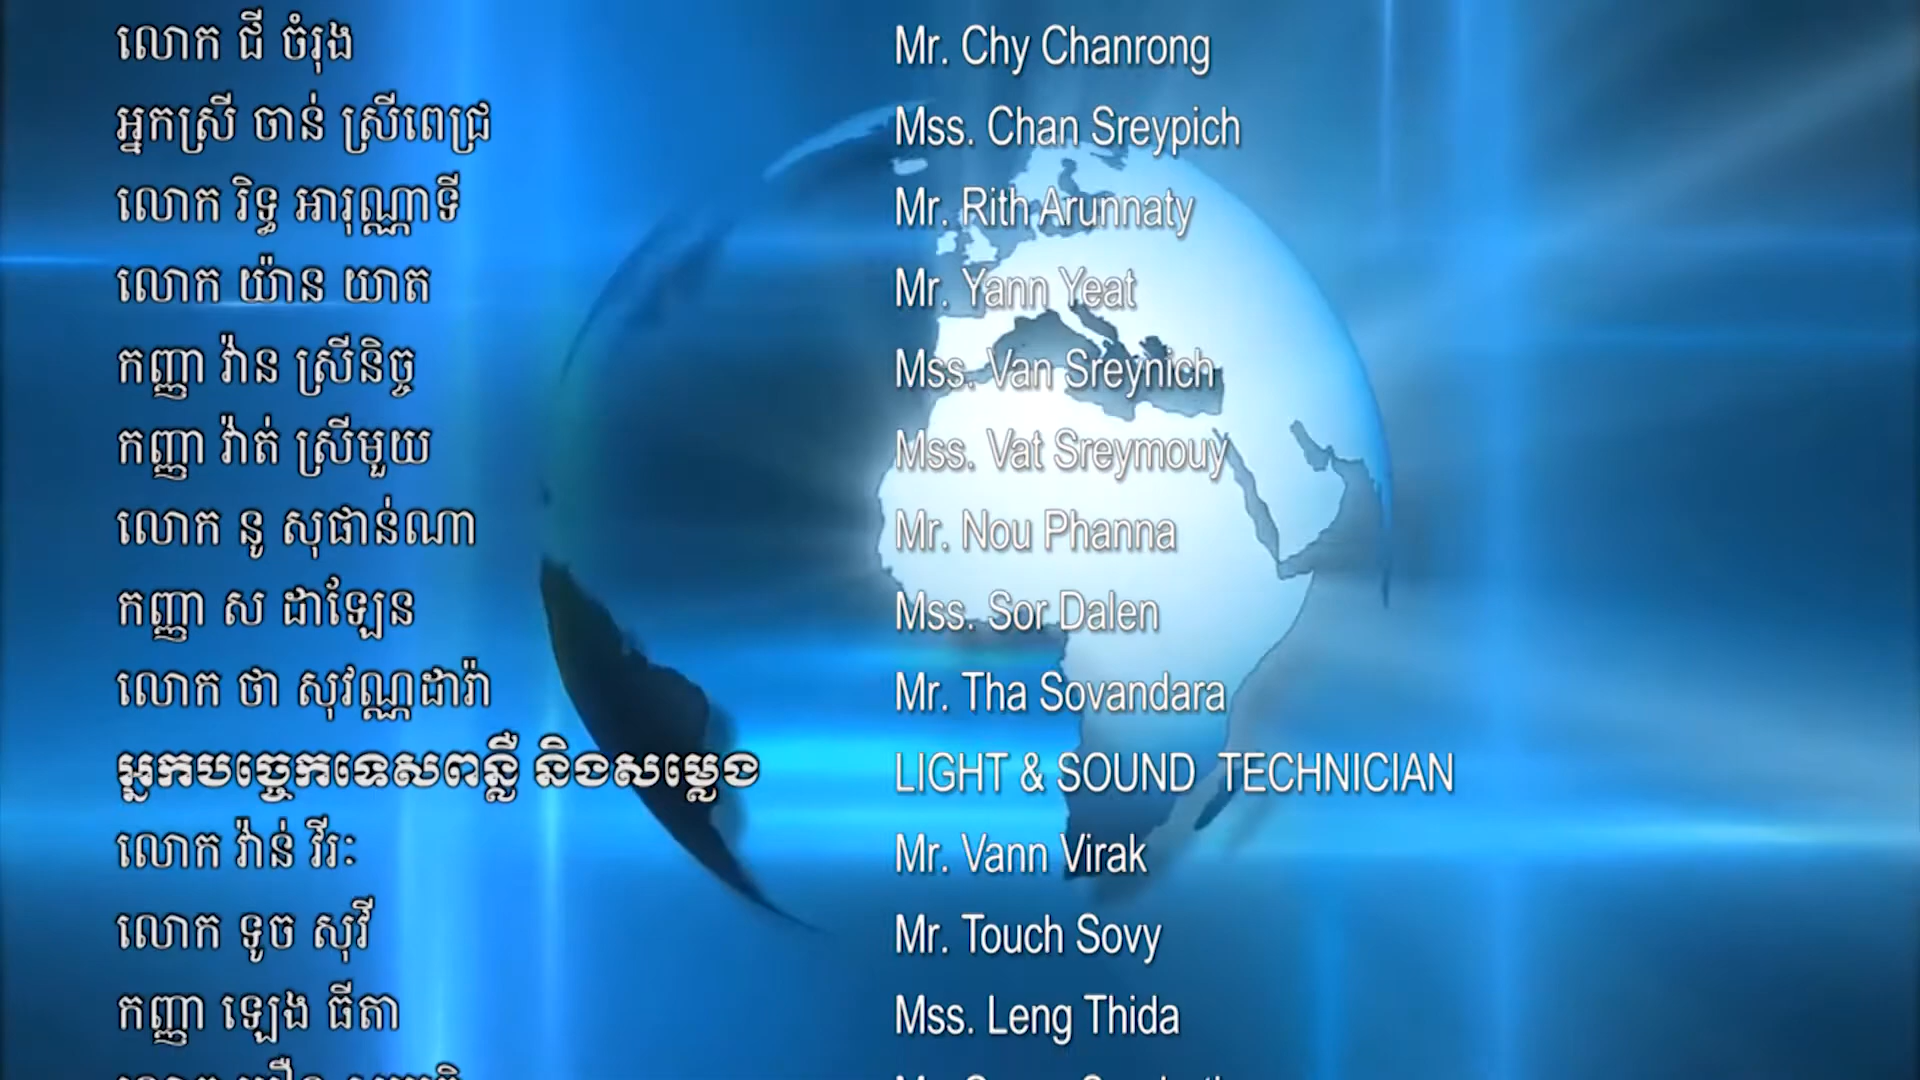 លោក ជី ចំរុង Mr. Chy Chanrong
អ្នកស្រី ចាន់ ស្រីពេជ្រ Mss. Chan Sreypich
លោក រិទ្ធ អារុណ្ណាទី Mr. Rith Arunnaty
លោក យ៉ាន យាត Mr. Yann Yeat
កញ្ញា វ៉ាន ស្រីនិច្ច Mss. Van Sreynich
កញ្ញា វ៉ាត់ ស្រីមួយ Mss. Vat Sreymouy
លោក នូ សុផាន់ណា Mr. Nou Phanna
កញ្ញា ស ដាឡែន Mss. Sor Dalen
លោក ថា សុវណ្ណដារ៉ា Mr. Tha Sovandara
អ្នកបច្ចេកទេសពន្លឺ និងសម្លេង LIGHT & SOUND TECHNICIAN
លោក វ៉ាន់ វីរៈ Mr. Vann Virak
លោក ទូច សុវី Mr. Touch Sovy
កញ្ញា ឡេង ធីតា Mss. Leng Thida